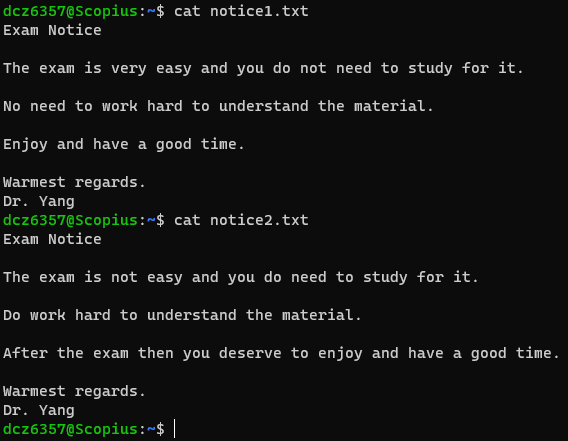 dcz6357@Scopius:~$ cat notice1.txt
Exam Notice
The exam is very easy and you do not need to study for it.
No need to work hard to understand the material.
Enjoy and have a good time.
Warmest regards.
Dr. Yang
dcz6357@Scopius:~$ cat notice2.txt
Exam Notice
The exam is not easy and you do need to study for it.
Do work hard to understand the material.
After the exam then you deserve to enjoy and have a good time.
Warmest regards.
Dr. Yang
dcz6357@Scopius:~$